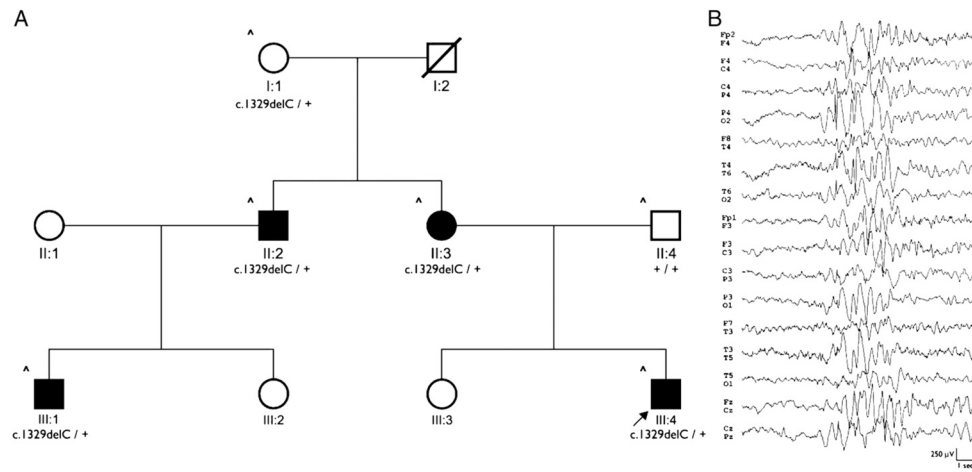 A
^
I:1
c.1329delC / +
I:2
^
^
^
II:1
II:2
c.1329delC / +
II:3
c.1329delC / +
II:4
+ / +
^
^
III:1
c.1329delC / +
III:2
III:3
III:4
c.1329delC / +
B
Fp2
F4
F4
C4
C4
P4
P4
O2
F8
T4
T4
T6
T6
O2
Fp1
F3
F3
C3
C3
P3
P3
O1
F7
T3
T3
T5
T5
O1
Fz
Cz
Cz
Pz
250 µV
1 sec